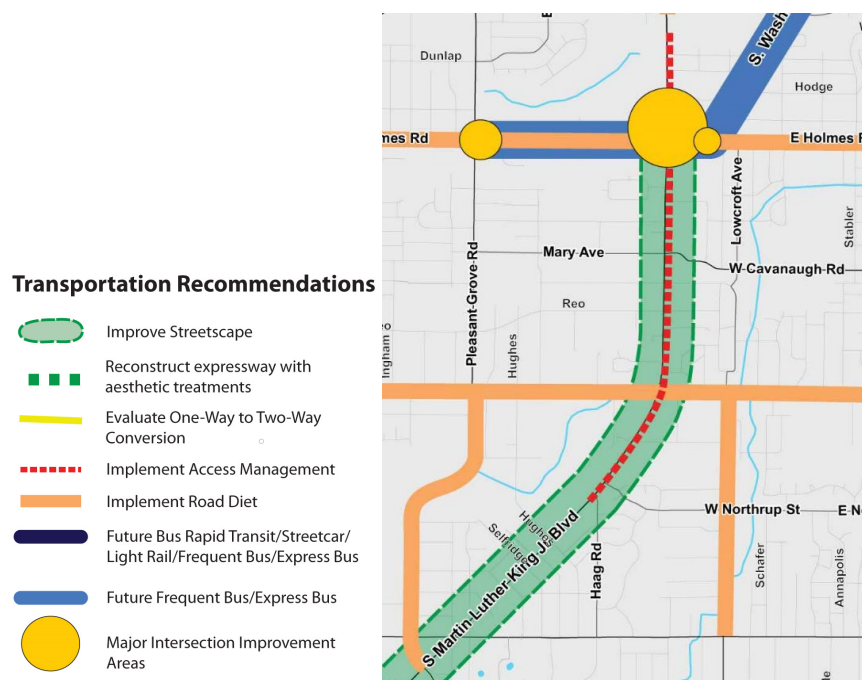 Transportation Recommendations
Improve Streetscape
Reconstruct expressway with
aesthetic treatments
Evaluate One-Way to Two-Way
Conversion
Implement Access Management
Implement Road Diet
Future Bus Rapid Transit/Streetcar/
Light Rail/Frequent Bus/Express Bus
Future Frequent Bus/Express Bus
Major Intersection Improvement
Areas
S. Wash
Dunlap
Hodge
mes Rd
E Holmes R
Lowcroft Ave
Stabler
Pleasant Grove Rd
Mary Ave
W Cavanaugh Rd
Reo
Ingham
Hughes
W Northrup St
E No
Hughes
Selfridge
S Martin Luther King Jr Blvd
Haag Rd
Schafer
Annapolis